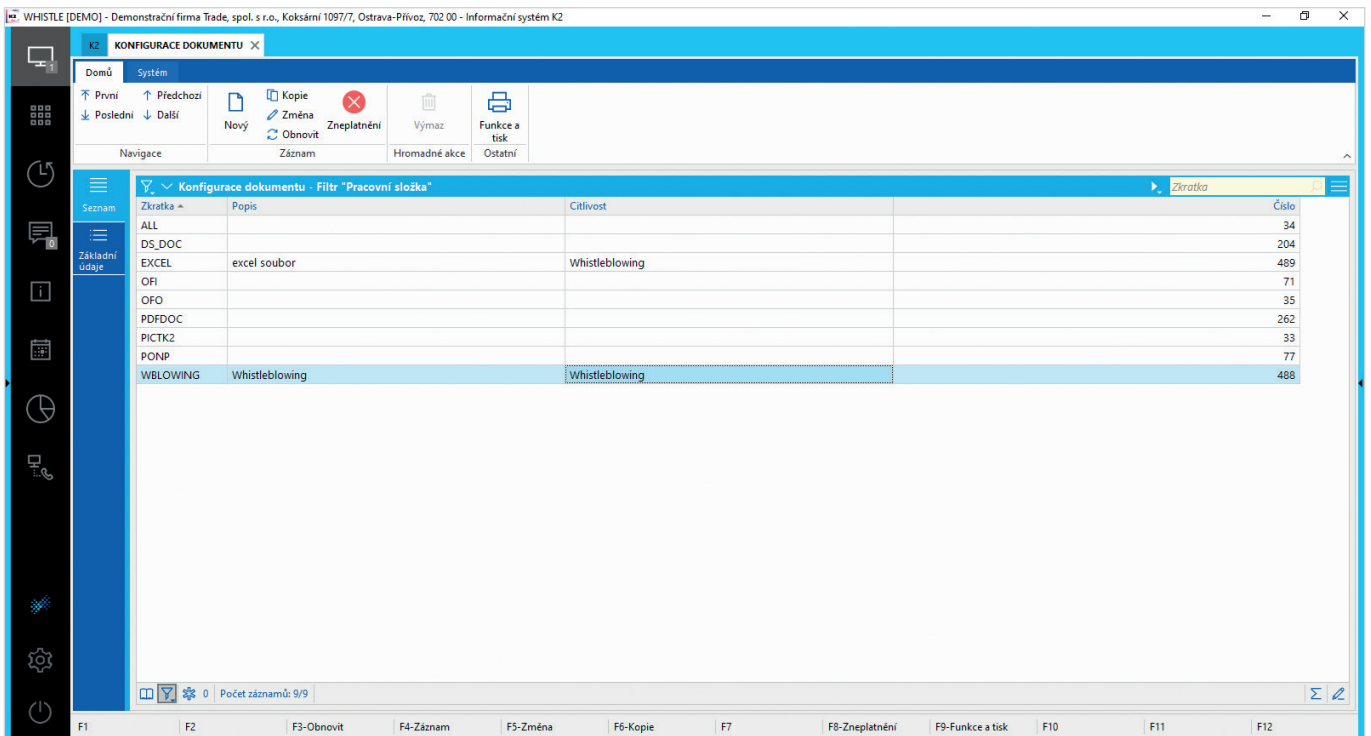 K2 WHISTLE [DEMO] - Demonstrační firma Trade, spol. s r.o., Koksární 1097/7, Ostrava-Přívoz, 702 00 - Informační systém K2
K2 KONFIGURACE DOKUMENTU
1
Domů Systém
První Předchozí
Poslední Další
Navigace
Nový
Kopie
Změna
Obnovit
Zneplatnění
Záznam
Výmaz
Hromadné akce
Funkce a
tisk
Ostatní
Seznam
Základní
údaje
0
Konfigurace dokumentu - Filtr "Pracovní složka" Zkratka
Zkratka Popis Citlivost Číslo
ALL 34
DS_DOC 204
EXCEL excel soubor Whistleblowing 489
OFI 71
OFO 35
PDFDOC 262
PICTK2 33
PONP 77
WBLOWING Whistleblowing Whistleblowing 488
0 Počet záznamů: 9/9 Σ
F1 F2 F3-Obnovit F4-Záznam F5-Změna F6-Kopie F7 F8-Zneplatnění F9-Funkce a tisk F10 F11 F12